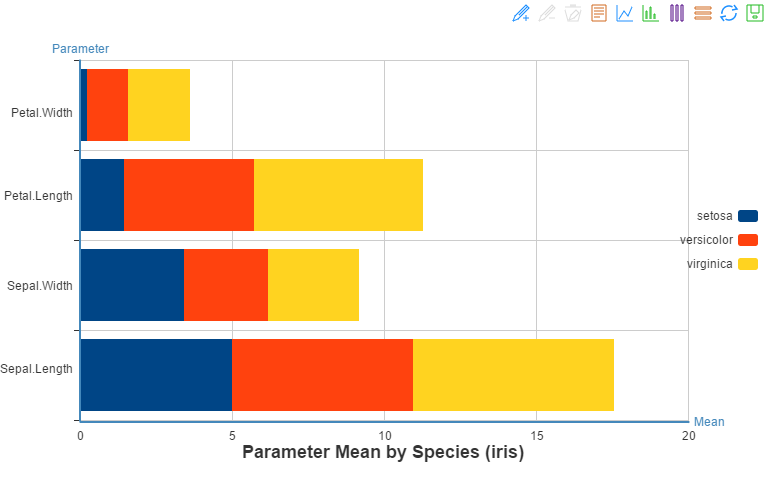 Parameter
Petal.Width
Petal.Length
Sepal.Width
Sepal.Length
setosa
versicolor
virginica
0 5 10 15 20
Mean
Parameter Mean by Species (iris)